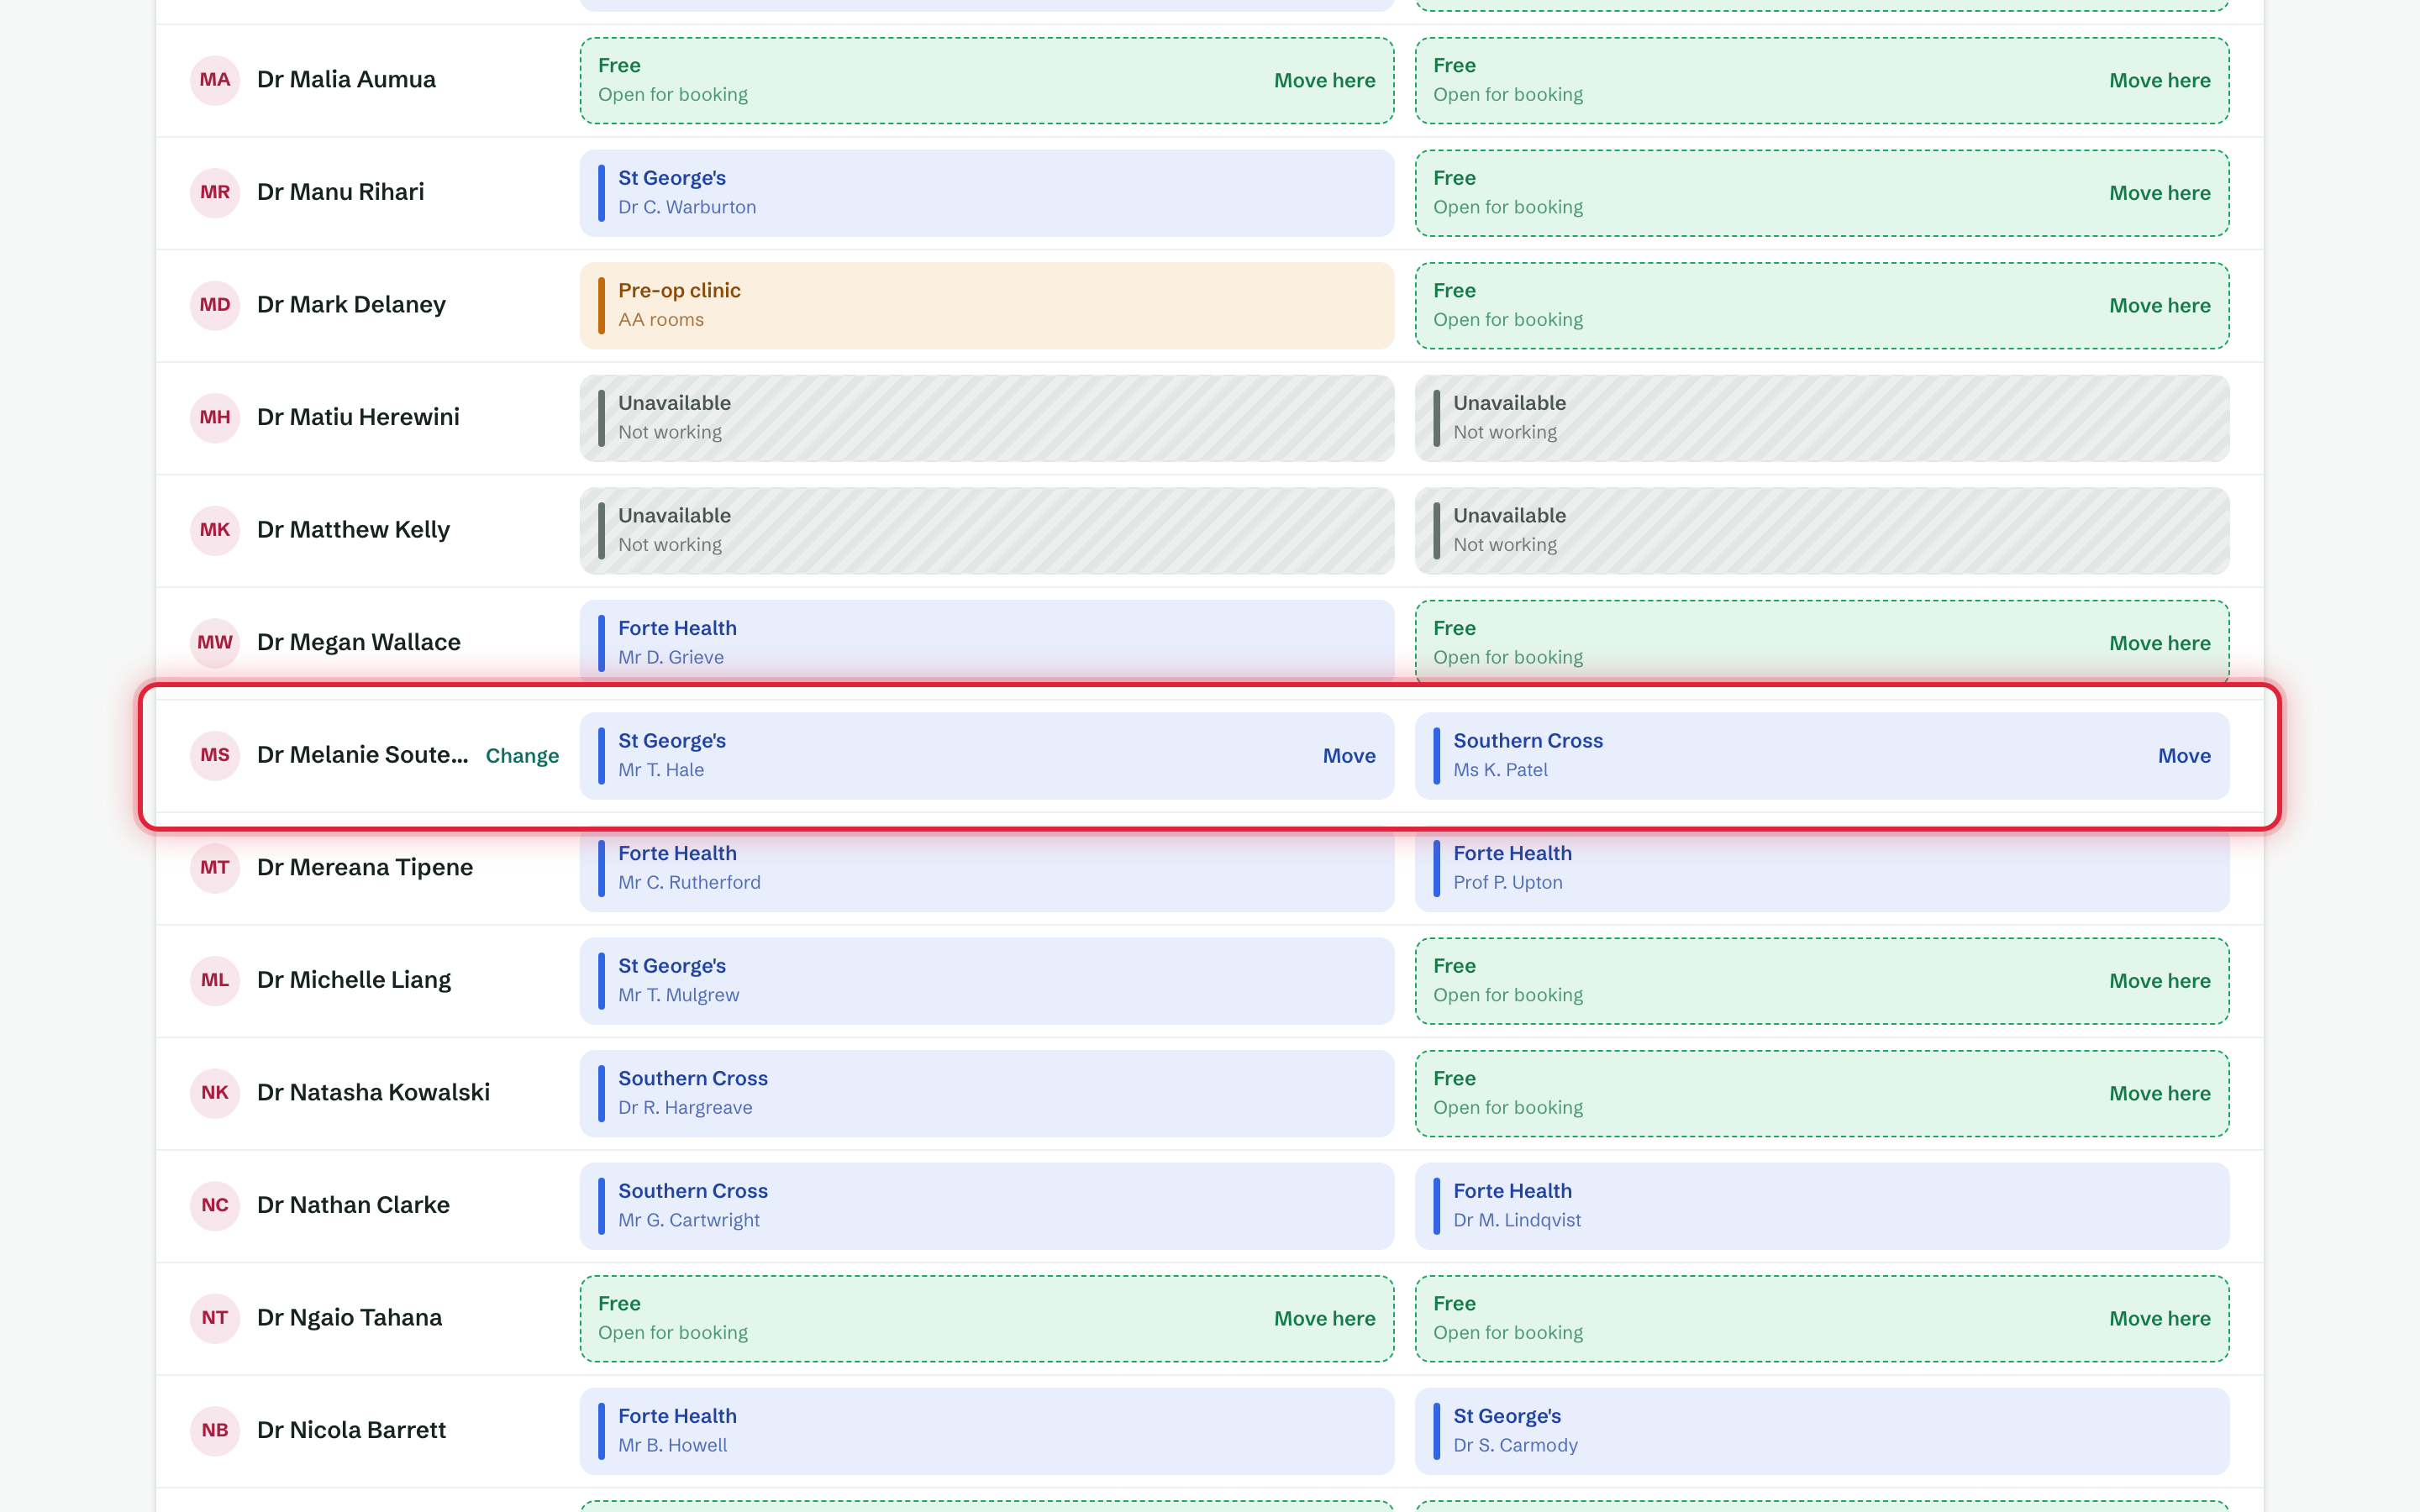 MA Dr Malia Aumua
Free
Open for booking
Move here
Free
Open for booking
Move here
MR Dr Manu Rihari
St George's
Dr C. Warburton
Free
Open for booking
Move here
MD Dr Mark Delaney
Pre-op clinic
AA rooms
Free
Open for booking
Move here
MH Dr Matiu Herewini
Unavailable
Not working
Unavailable
Not working
MK Dr Matthew Kelly
Unavailable
Not working
Unavailable
Not working
MW Dr Megan Wallace
Forte Health
Mr D. Grieve
Free
Open for booking
Move here
MS Dr Melanie Soute... Change
St George's
Mr T. Hale
Move
Southern Cross
Ms K. Patel
Move
MT Dr Mereana Tipene
Forte Health
Mr C. Rutherford
Forte Health
Prof P. Upton
ML Dr Michelle Liang
St George's
Mr T. Mulgrew
Free
Open for booking
Move here
NK Dr Natasha Kowalski
Southern Cross
Dr R. Hargreave
Free
Open for booking
Move here
NC Dr Nathan Clarke
Southern Cross
Mr G. Cartwright
Forte Health
Dr M. Lindqvist
NT Dr Ngaio Tahana
Free
Open for booking
Move here
Free
Open for booking
Move here
NB Dr Nicola Barrett
Forte Health
Mr B. Howell
St George's
Dr S. Carmody